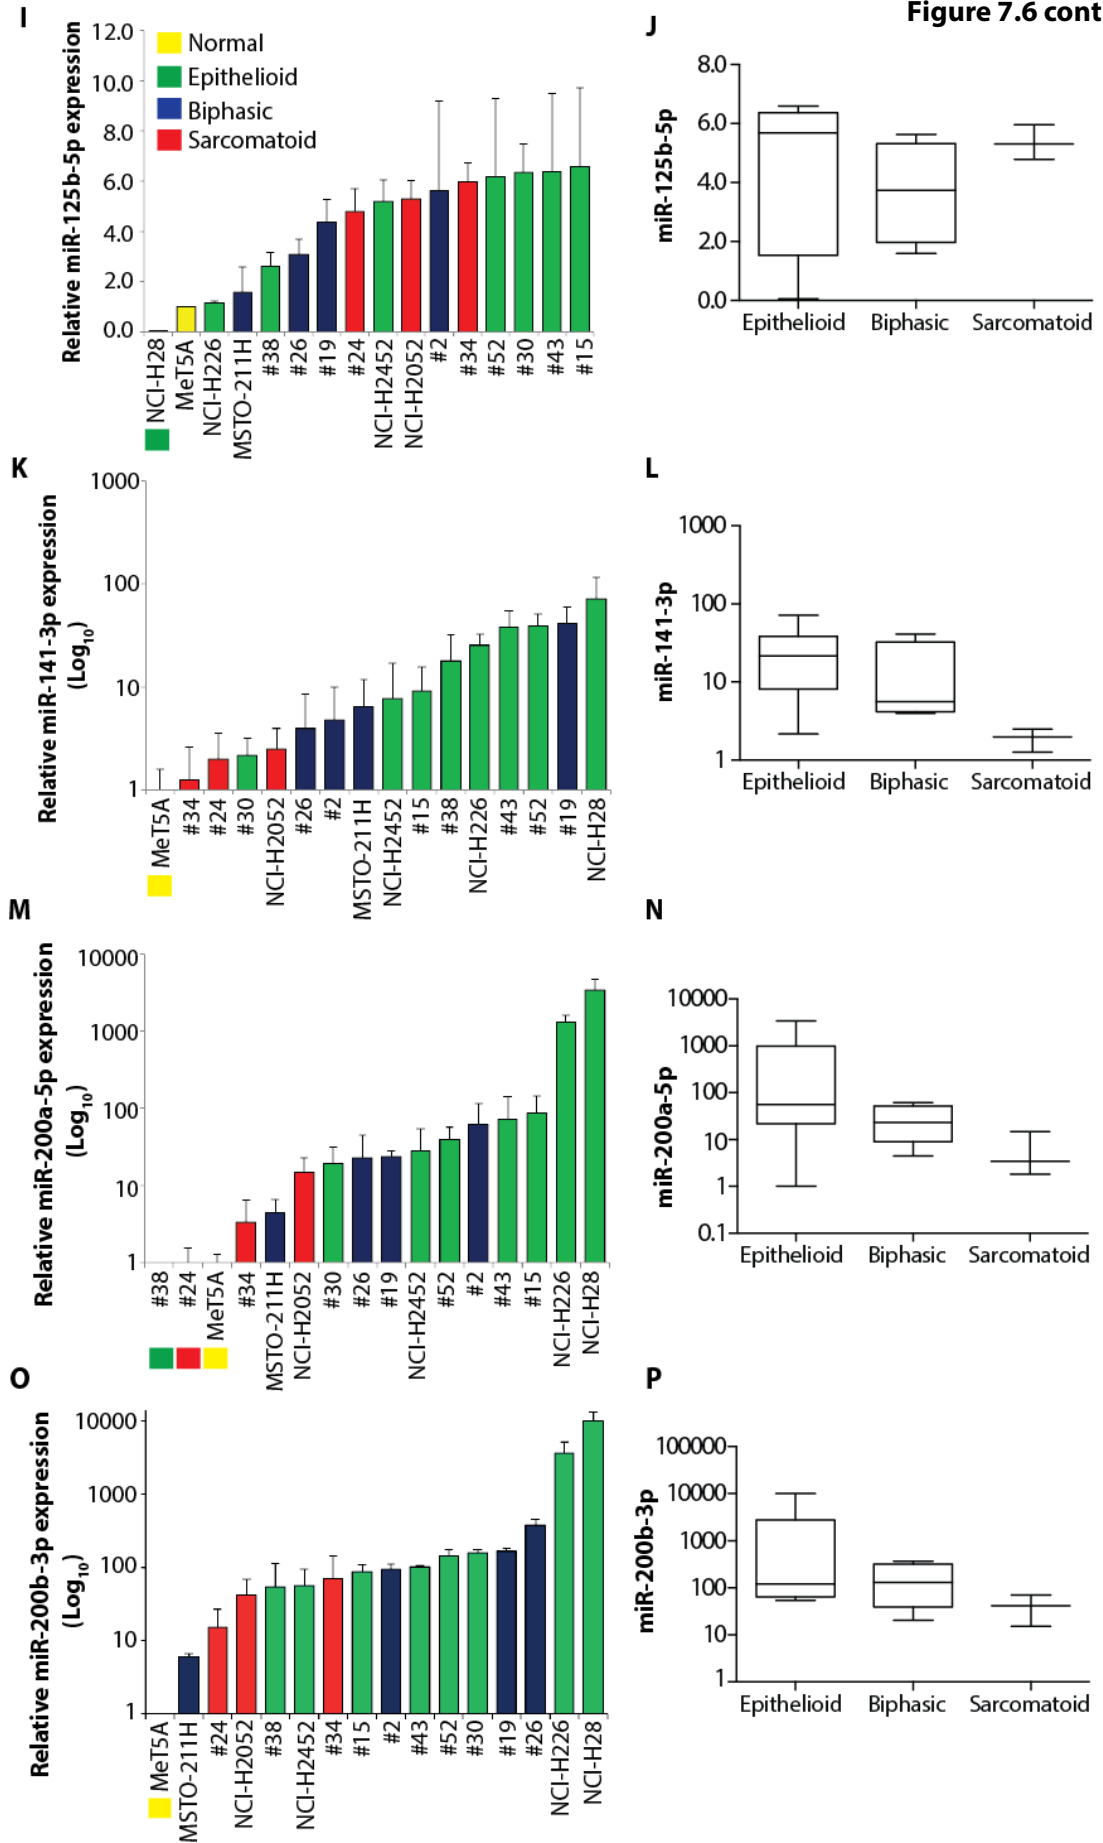 Figure 7.6 cont
I
Relative miR-125b-5p expression
12.0
10.0
8.0
6.0
4.0
2.0
0.0
Normal
Epithelioid
Biphasic
Sarcomatoid
NCI-H28
MeT5A
NCI-H226
MSTO-211H
#38
#26
#19
#24
NCI-H2452
NCI-H2052
#2
#34
#52
#30
#43
#15
J
miR-125b-5p
8.0
6.0
4.0
2.0
0.0
Epithelioid
Biphasic
Sarcomatoid
K
Relative miR-141-3p expression
(Log10)
1000
100
10
1
MeT5A
#34
#24
#30
NCI-H2052
#26
#2
MSTO-211H
NCI-H2452
#15
#38
NCI-H226
#43
#52
#19
NCI-H28
L
miR-141-3p
1000
100
10
1
Epithelioid
Biphasic
Sarcomatoid
M
Relative miR-200a-5p expression
(Log10)
10000
1000
100
10
1
#38
#24
MeT5A
#34
MSTO-211H
NCI-H2052
#30
#26
#19
NCI-H2452
#52
#2
#43
#15
NCI-H226
NCI-H28
N
miR-200a-5p
10000
1000
100
10
1
0.1
Epithelioid
Biphasic
Sarcomatoid
O
Relative miR-200b-3p expression
(Log10)
10000
1000
100
10
1
MeT5A
MSTO-211H
#24
NCI-H2052
#38
NCI-H2452
#34
#15
#2
#43
#52
#30
#19
#26
NCI-H226
NCI-H28
P
miR-200b-3p
100000
10000
1000
100
10
1
Epithelioid
Biphasic
Sarcomatoid